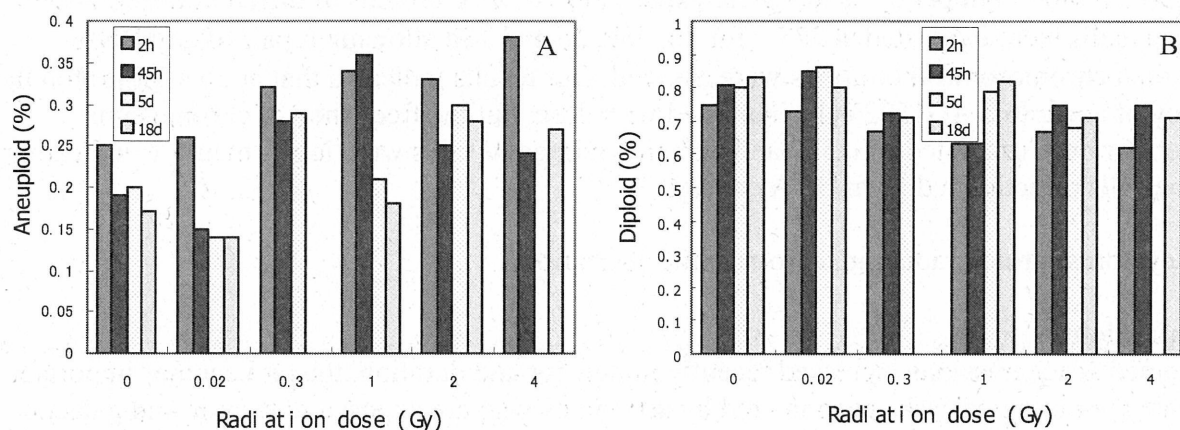 A
0.4
0.35
0.3
0.25
0.2
0.15
0.1
0.05
0
Aneuploid (%)
2h
45h
5d
18d
0 0.02 0.3 1 2 4
Radiation dose (Gy)
B
1
0.9
0.8
0.7
0.6
0.5
0.4
0.3
0.2
0.1
0
Diploid (%)
2h
45h
5d
18d
0 0.02 0.3 1 2 4
Radiation dose (Gy)